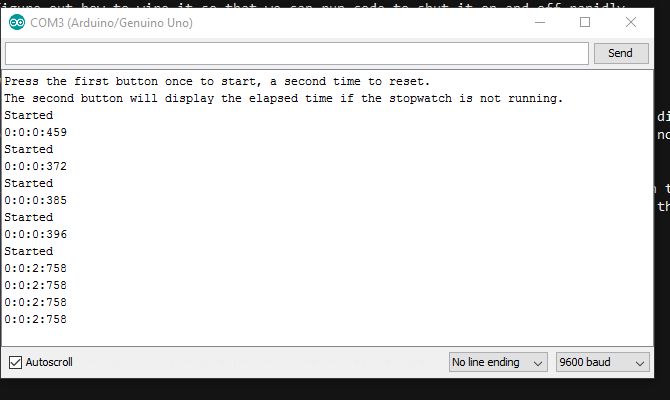 figure out how to wire it so that we can run code to shut it on and off rapidly
COM3 (Arduino/Genuino Uno)
Send
Press the first button once to start, a second time to reset.
The second button will display the elapsed time if the stopwatch is not running.
Started
0:0:0:459
Started
0:0:0:372
Started
0:0:0:385
Started
0:0:0:396
Started
0:0:2:758
0:0:2:758
0:0:2:758
0:0:2:758
Autoscroll
No line ending
9600 baud